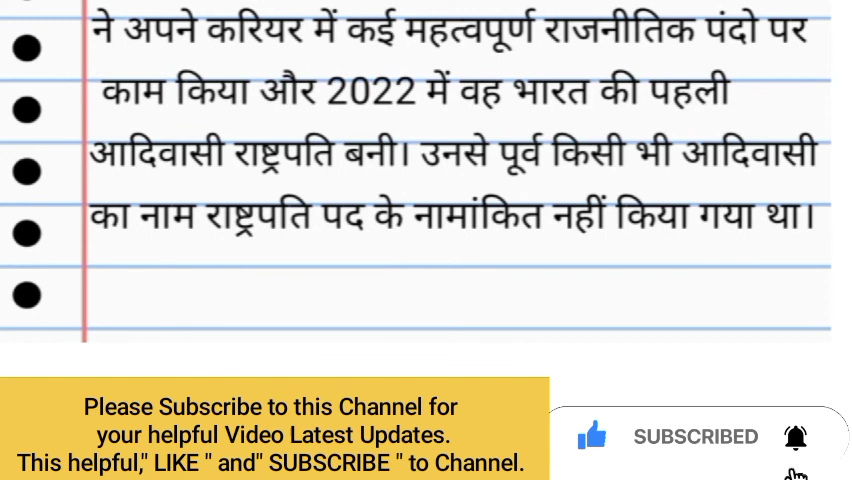 ने अपने करियर में कई महत्वपूर्ण राजनीतिक पंदो पर
काम किया और 2022 में वह भारत की पहली
आदिवासी राष्ट्रपति बनी। उनसे पूर्व किसी भी आदिवासी
का नाम राष्ट्रपति पद के नामांकित नहीं किया गया था।
Please Subscribe to this Channel for
your helpful Video Latest Updates.
This helpful," LIKE " and" SUBSCRIBE " to Channel.
SUBSCRIBED